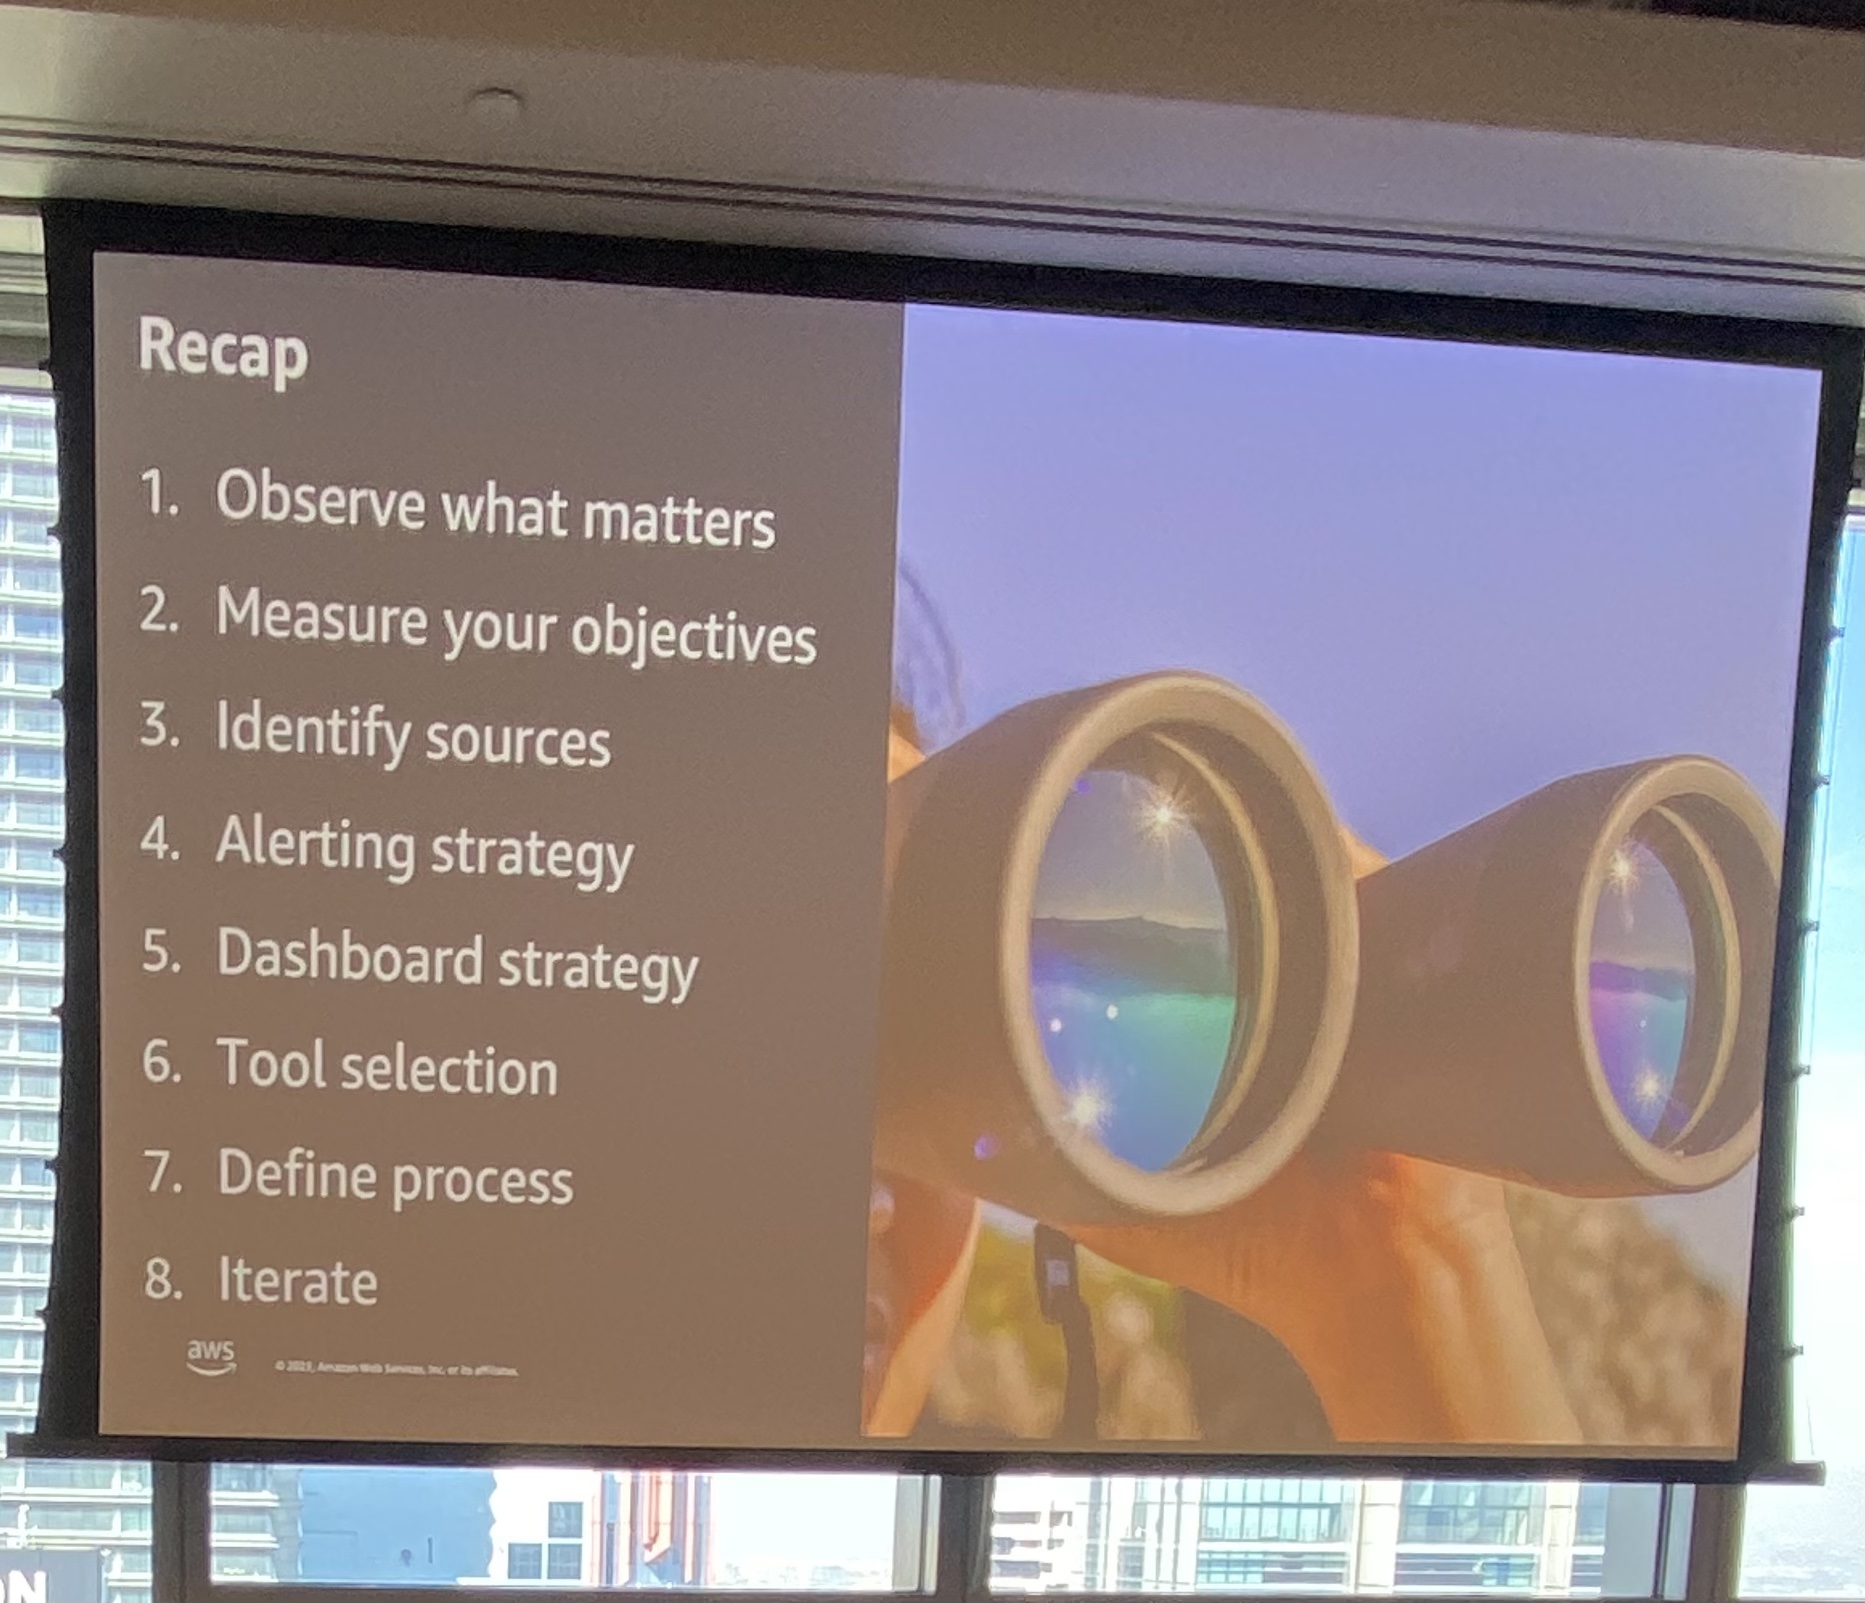 Recap
1. Observe what matters
2. Measure your objectives
3. Identify sources
4. Alerting strategy
5. Dashboard strategy
6. Tool selection
7. Define process
8. Iterate
aws
Amazon Web Services, Inc. or its affiliates.
ON